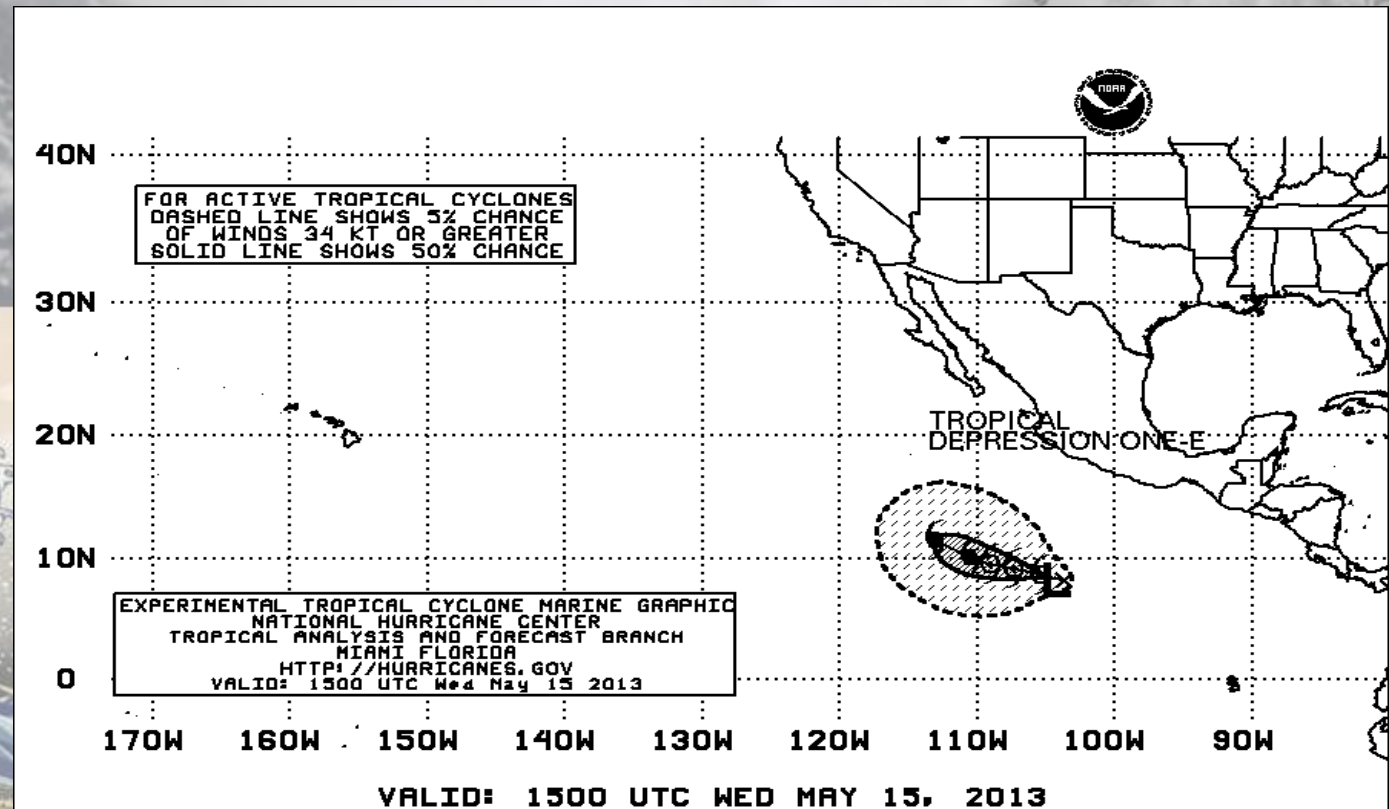 NOAA
40N
FOR ACTIVE TROPICAL CYCLONES
DASHED LINE SHOWS 5% CHANCE
OF WINDS 34 KT OR GREATER
SOLID LINE SHOWS 50% CHANCE
30N
TROPICAL
DEPRESSION ONE-E
20N
10N
L
EXPERIMENTAL TROPICAL CYCLONE MARINE GRAPHIC
NATIONAL HURRICANE CENTER
TROPICAL ANALYSIS AND FORECAST BRANCH
MIAMI FLORIDA
HTTP://HURRICANES.GOV
VALID: 1500 UTC Wed May 15 2013
0
170W 160W 150W 140W 130W 120W 110W 100W 90W
VALID: 1500 UTC WED MAY 15, 2013